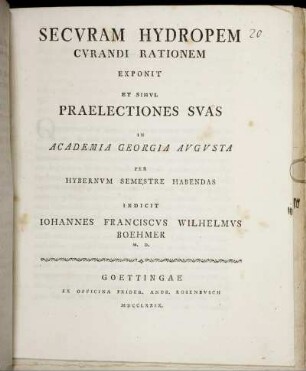 20
SECVRAM HYDROPEM
CVRANDI RATIONEM
EXPONIT
ET SIMVL
PRAELECTIONES SVAS
IN
ACADEMIA GEORGIA AVGVSTA
PER
HYBERNVM SEMESTRE HABENDAS
INDICIT
IOHANNES FRANCISCVS WILHELMVS
BOEHMER
M. D.
GOETTINGAE
EX OFFICINA FRIDER. ANDR. ROSENBVSCH
MDCCLXXIX.